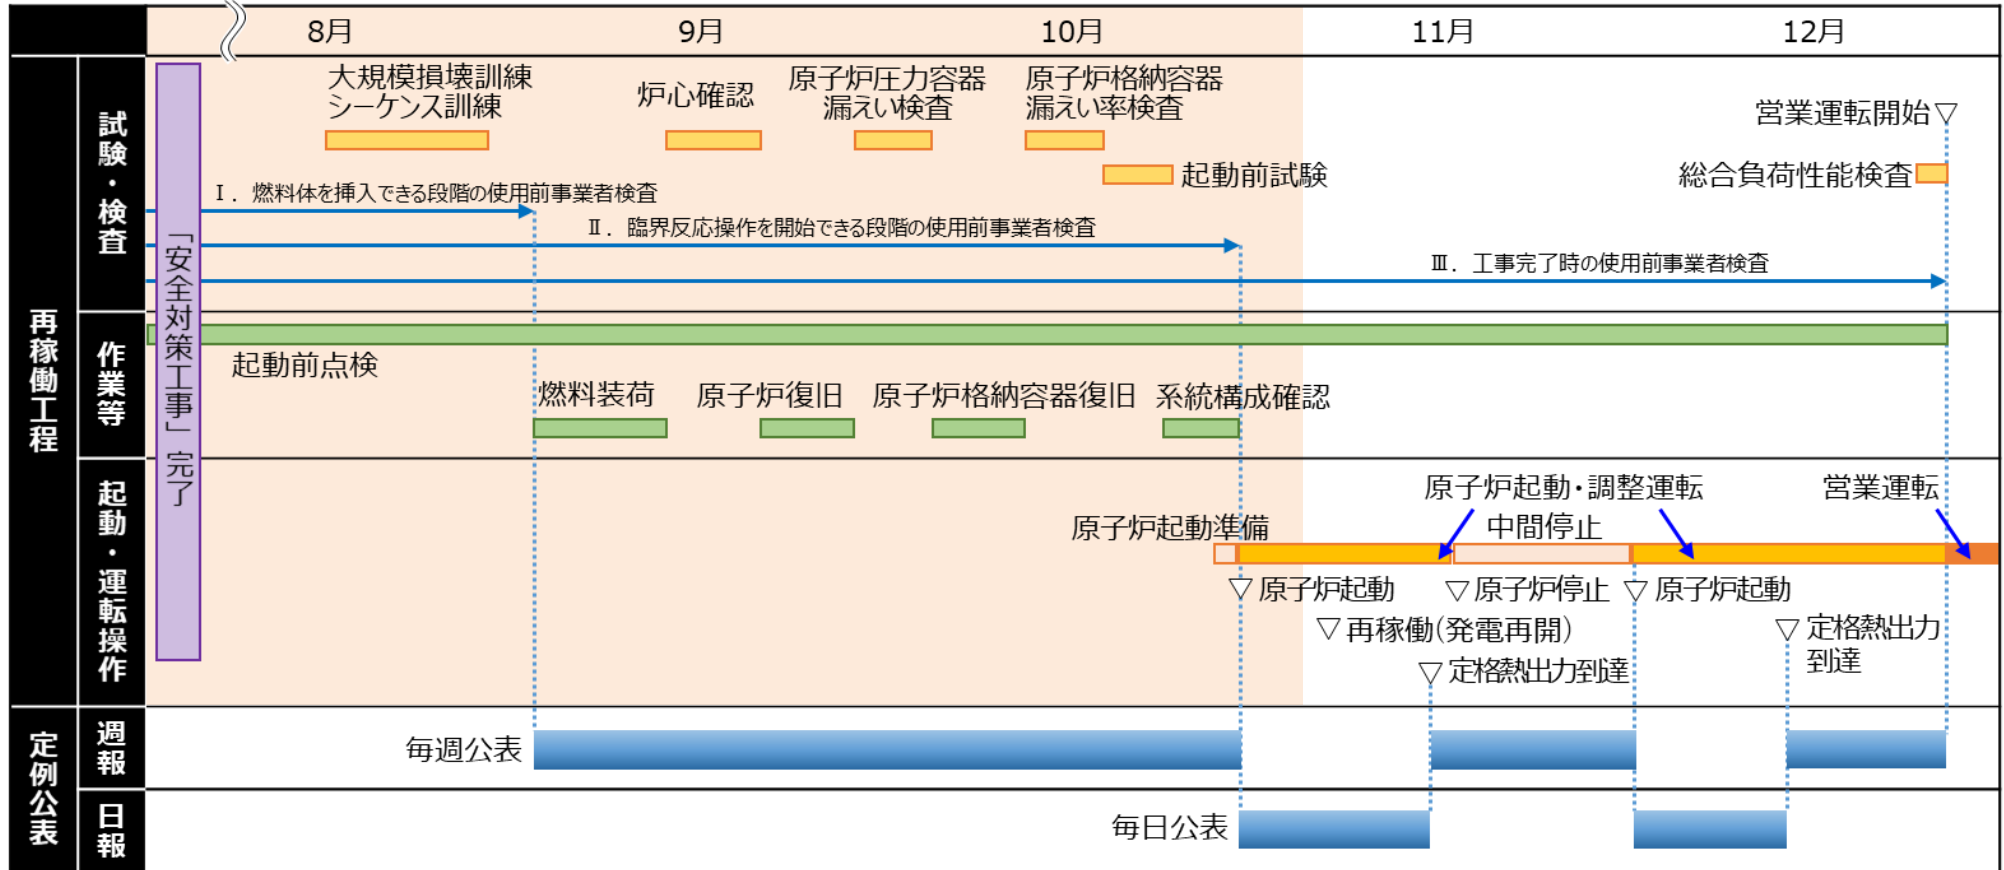 8月
9月
10月
11月
12月
再稼働工程
試験・検査
「安全対策工事」完了
大規模損壊訓練
シーケンス訓練
炉心確認
原子炉圧力容器
漏えい検査
原子炉格納容器
漏えい率検査
起動前試験
営業運転開始▽
総合負荷性能検査
Ⅰ．燃料体を挿入できる段階の使用前事業者検査
Ⅱ．臨界反応操作を開始できる段階の使用前事業者検査
Ⅲ．工事完了時の使用前事業者検査
作業等
起動前点検
燃料装荷
原子炉復旧
原子炉格納容器復旧
系統構成確認
起動・運転操作
原子炉起動準備
原子炉起動・調整運転
中間停止
営業運転
▽原子炉起動
▽原子炉停止
▽原子炉起動
▽再稼働(発電再開)
▽定格熱出力到達
▽定格熱出力
到達
定例公表
週報
毎週公表
日報
毎日公表